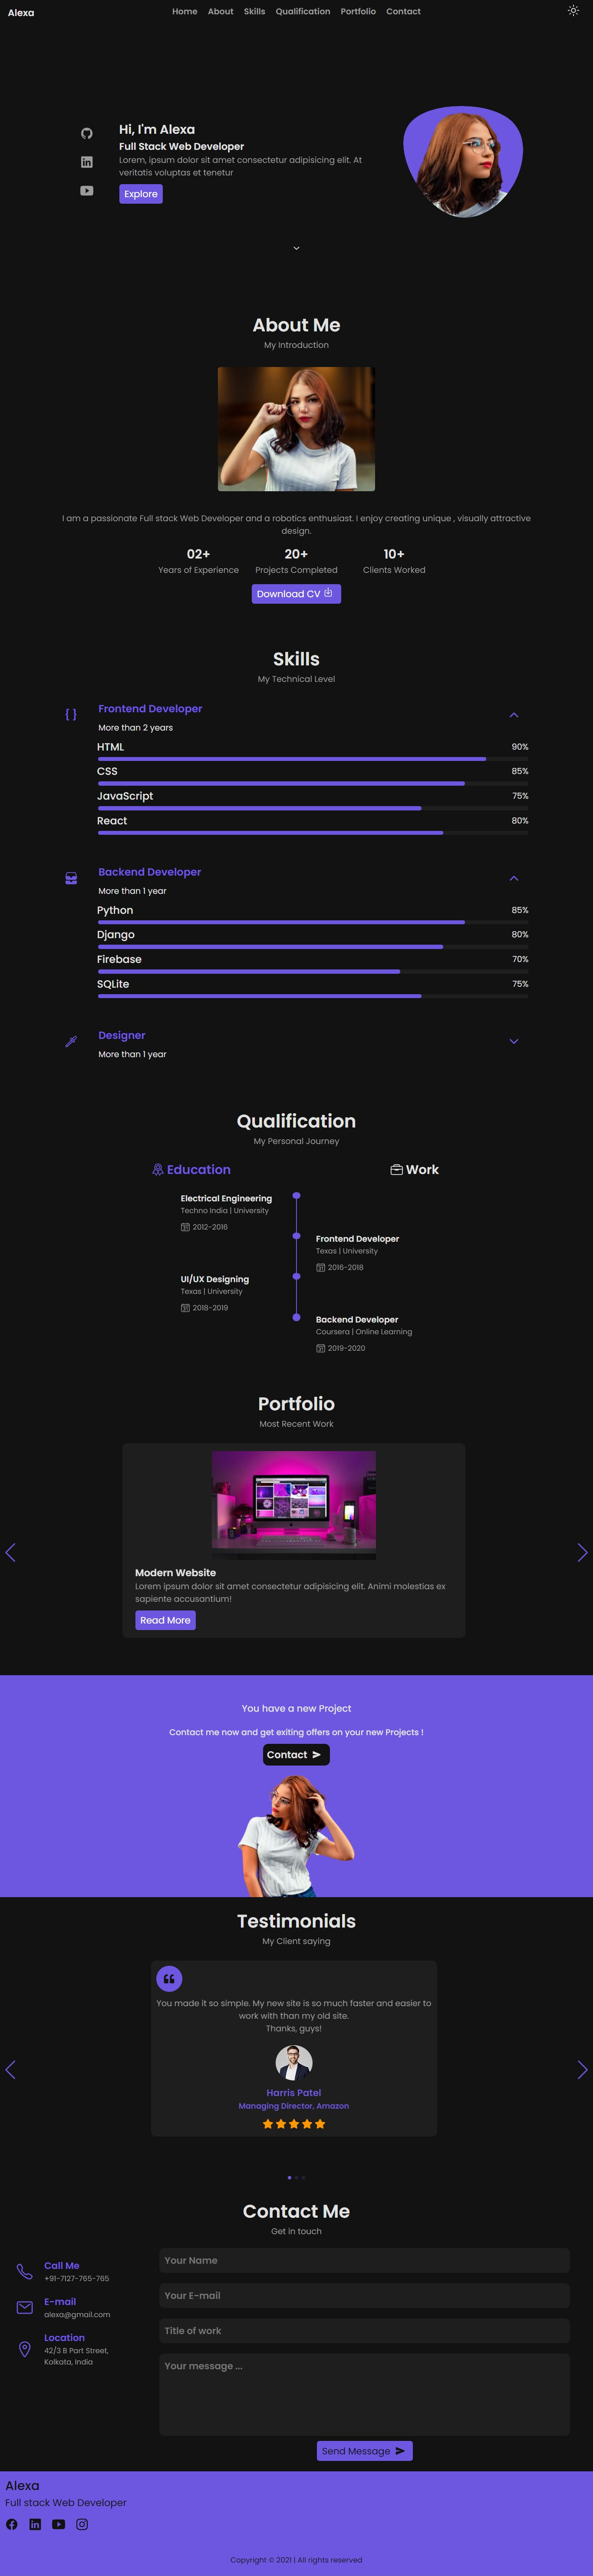 Alexa
Home About Skills Qualification Portfolio Contact
Hi, I'm Alexa
Full Stack Web Developer
Lorem, ipsum dolor sit amet consectetur adipisicing elit. At
veritatis voluptas et tenetur
Explore
About Me
My Introduction
I am a passionate Full stack Web Developer and a robotics enthusiast. I enjoy creating unique , visually attractive
design.
02+ 20+ 10+
Years of Experience Projects Completed Clients Worked
Download CV
Skills
My Technical Level
Frontend Developer
More than 2 years
HTML 90%
CSS 85%
JavaScript 75%
React 80%
Backend Developer
More than 1 year
Python 85%
Django 80%
Firebase 70%
SQLite 75%
Designer
More than 1 year
Qualification
My Personal Journey
Education Work
Electrical Engineering
Techno India | University
2012-2016
Frontend Developer
Texas | University
2016-2018
UI/UX Designing
Texas | University
2018-2019
Backend Developer
Coursera | Online Learning
2019-2020
Portfolio
Most Recent Work
Modern Website
Lorem ipsum dolor sit amet consectetur adipisicing elit. Animi molestias ex
sapiente accusantium!
Read More
You have a new Project
Contact me now and get exiting offers on your new Projects !
Contact
Testimonials
My Client saying
You made it so simple. My new site is so much faster and easier to
work with than my old site.
Thanks, guys!
Harris Patel
Managing Director, Amazon
Contact Me
Get in touch
Call Me
+91-7127-765-765
E-mail
alexa@gmail.com
Location
42/3 B Part Street,
Kolkata, India
Your Name
Your E-mail
Title of work
Your message ...
Send Message
Alexa
Full stack Web Developer
Copyright © 2021 | All rights reserved